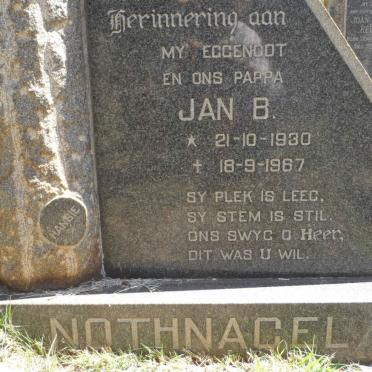 Herinnering aan
MY EGGENOOT
EN ONS PAPPA
JAN B.
* 21-10-1930
† 18-9-1967
SY PLEK IS LEEG,
SY STEM IS STIL.
ONS SWYG O Heer,
DIT WAS U WIL.
HANSIE
NOTHNAGEL